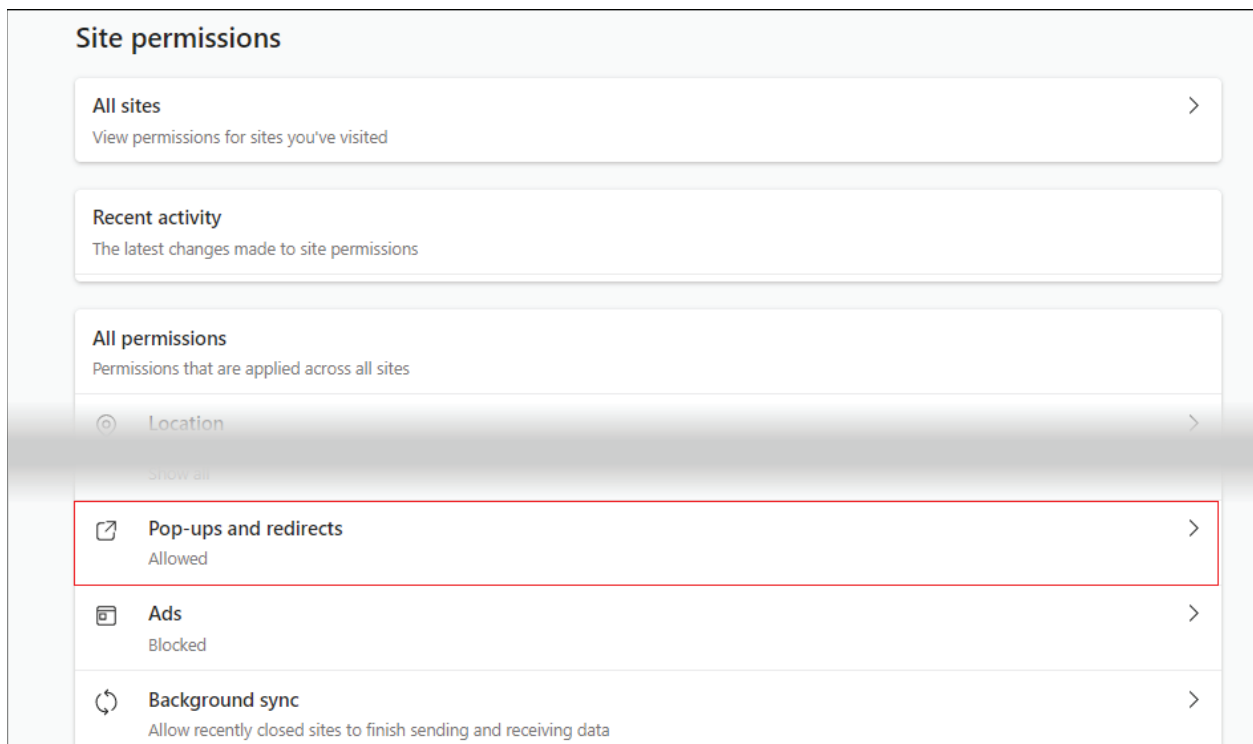 Site permissions
All sites
View permissions for sites you've visited
Recent activity
The latest changes made to site permissions
All permissions
Permissions that are applied across all sites
Location
Show all
Pop-ups and redirects
Allowed
Ads
Blocked
Background sync
Allow recently closed sites to finish sending and receiving data